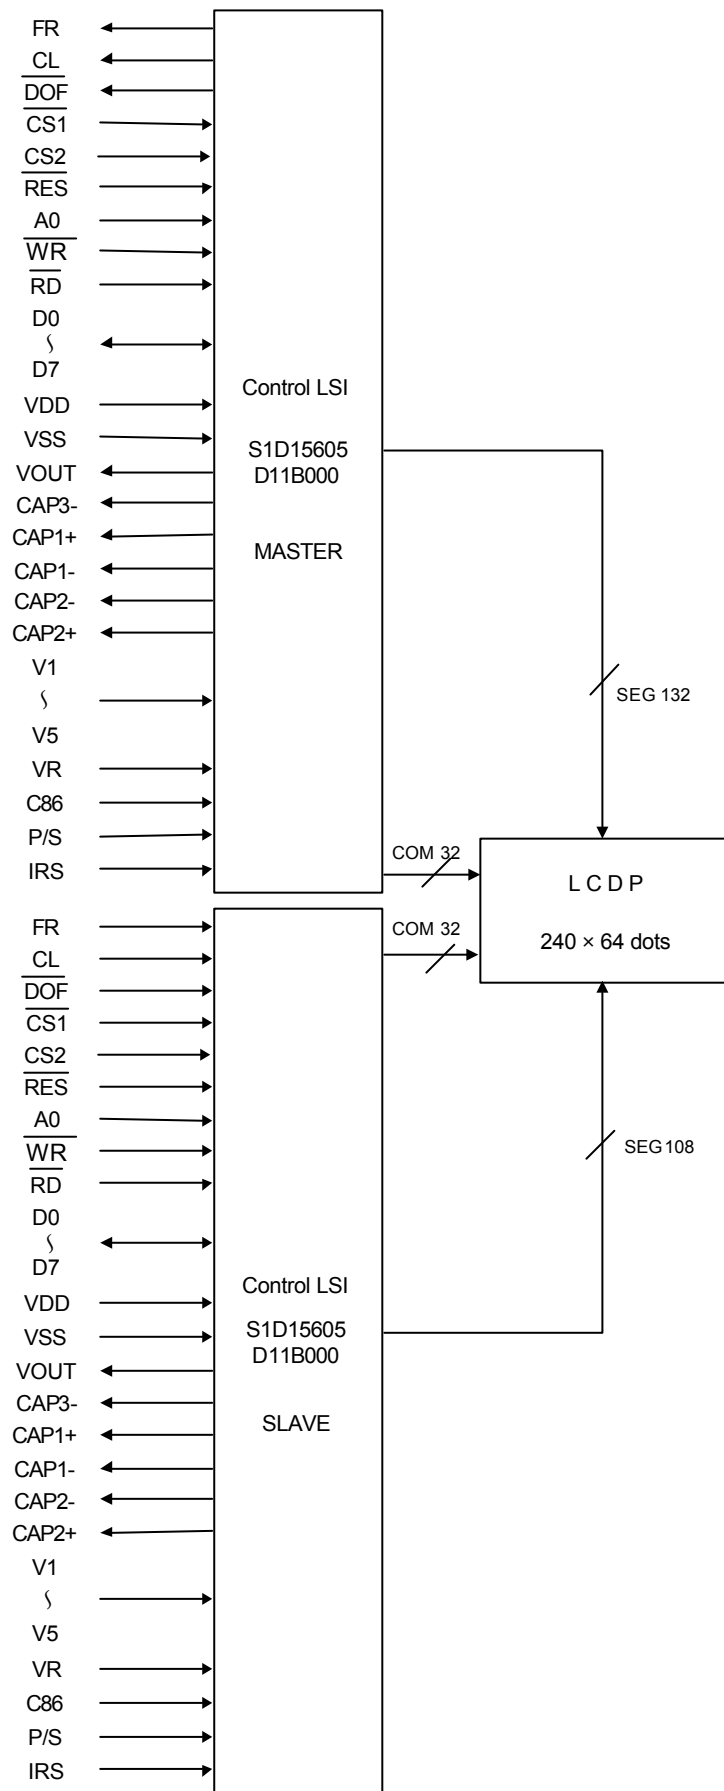 FR
CL
DOF
CS1
CS2
RES
A0
WR
RD
D0
D7
VDD
VSS
VOUT
CAP3-
CAP1+
CAP1-
CAP2-
CAP2+
V1
V5
VR
C86
P/S
IRS
Control LSI
S1D15605
D11B000
MASTER
SEG 132
COM 32
L C D P
240 × 64 dots
COM 32
SEG108
FR
CL
DOF
CS1
CS2
RES
A0
WR
RD
D0
D7
VDD
VSS
VOUT
CAP3-
CAP1+
CAP1-
CAP2-
CAP2+
V1
V5
VR
C86
P/S
IRS
Control LSI
S1D15605
D11B000
SLAVE